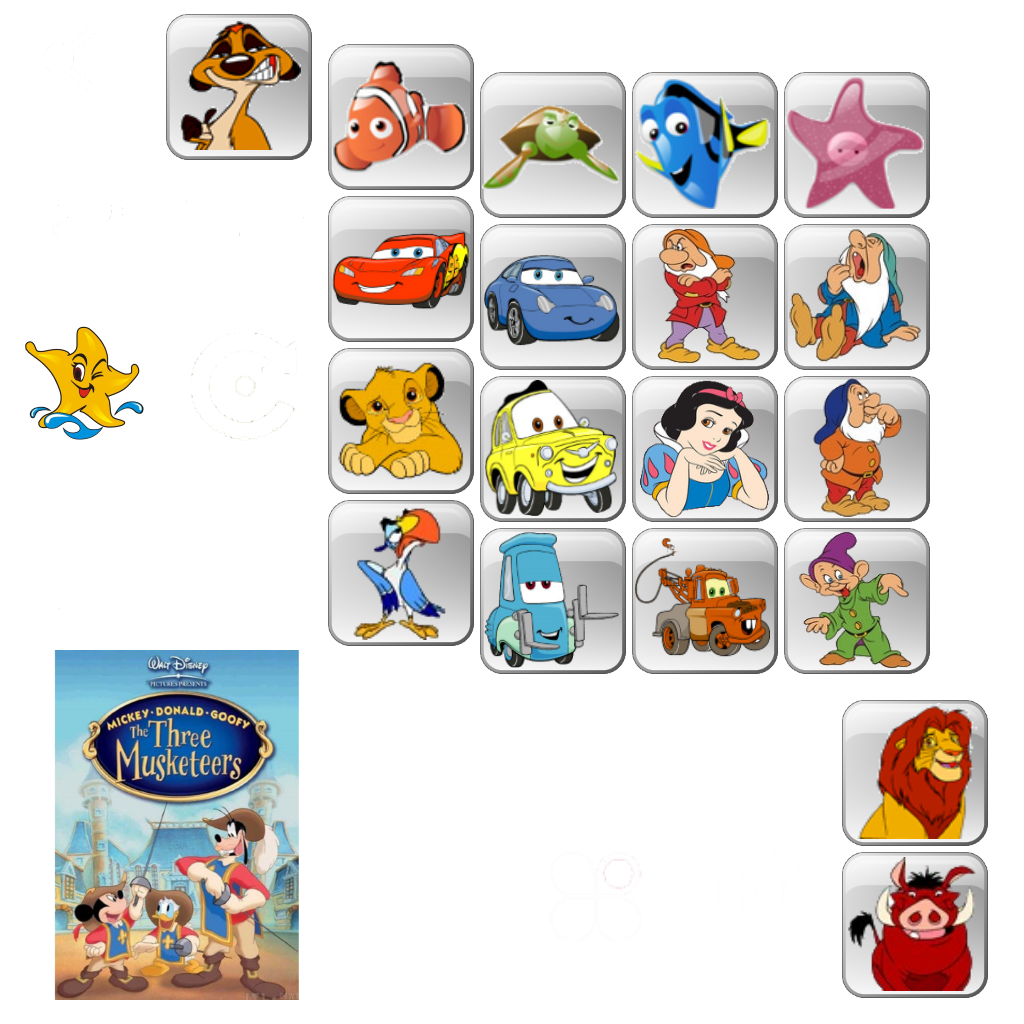 WALT DISNEY
PICTURES PRESENTS
MICKEY · DONALD · GOOFY
The Three
Musketeers